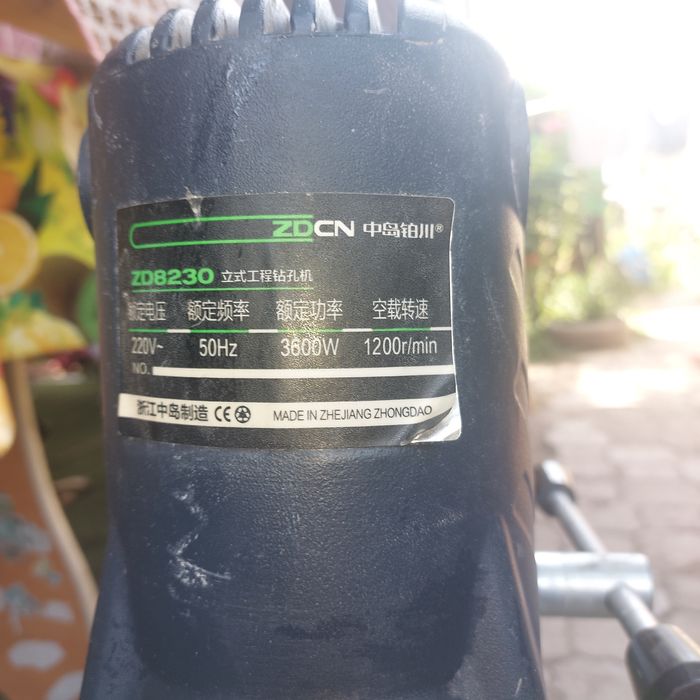 ZDCN 中岛铂川®
ZD8230 立式工程钻孔机
额定电压 额定频率 额定功率 空载转速
220V~ 50Hz 3600W 1200r/min
NO.
浙江中岛制造 CE MADE IN ZHEJIANG ZHONGDAO